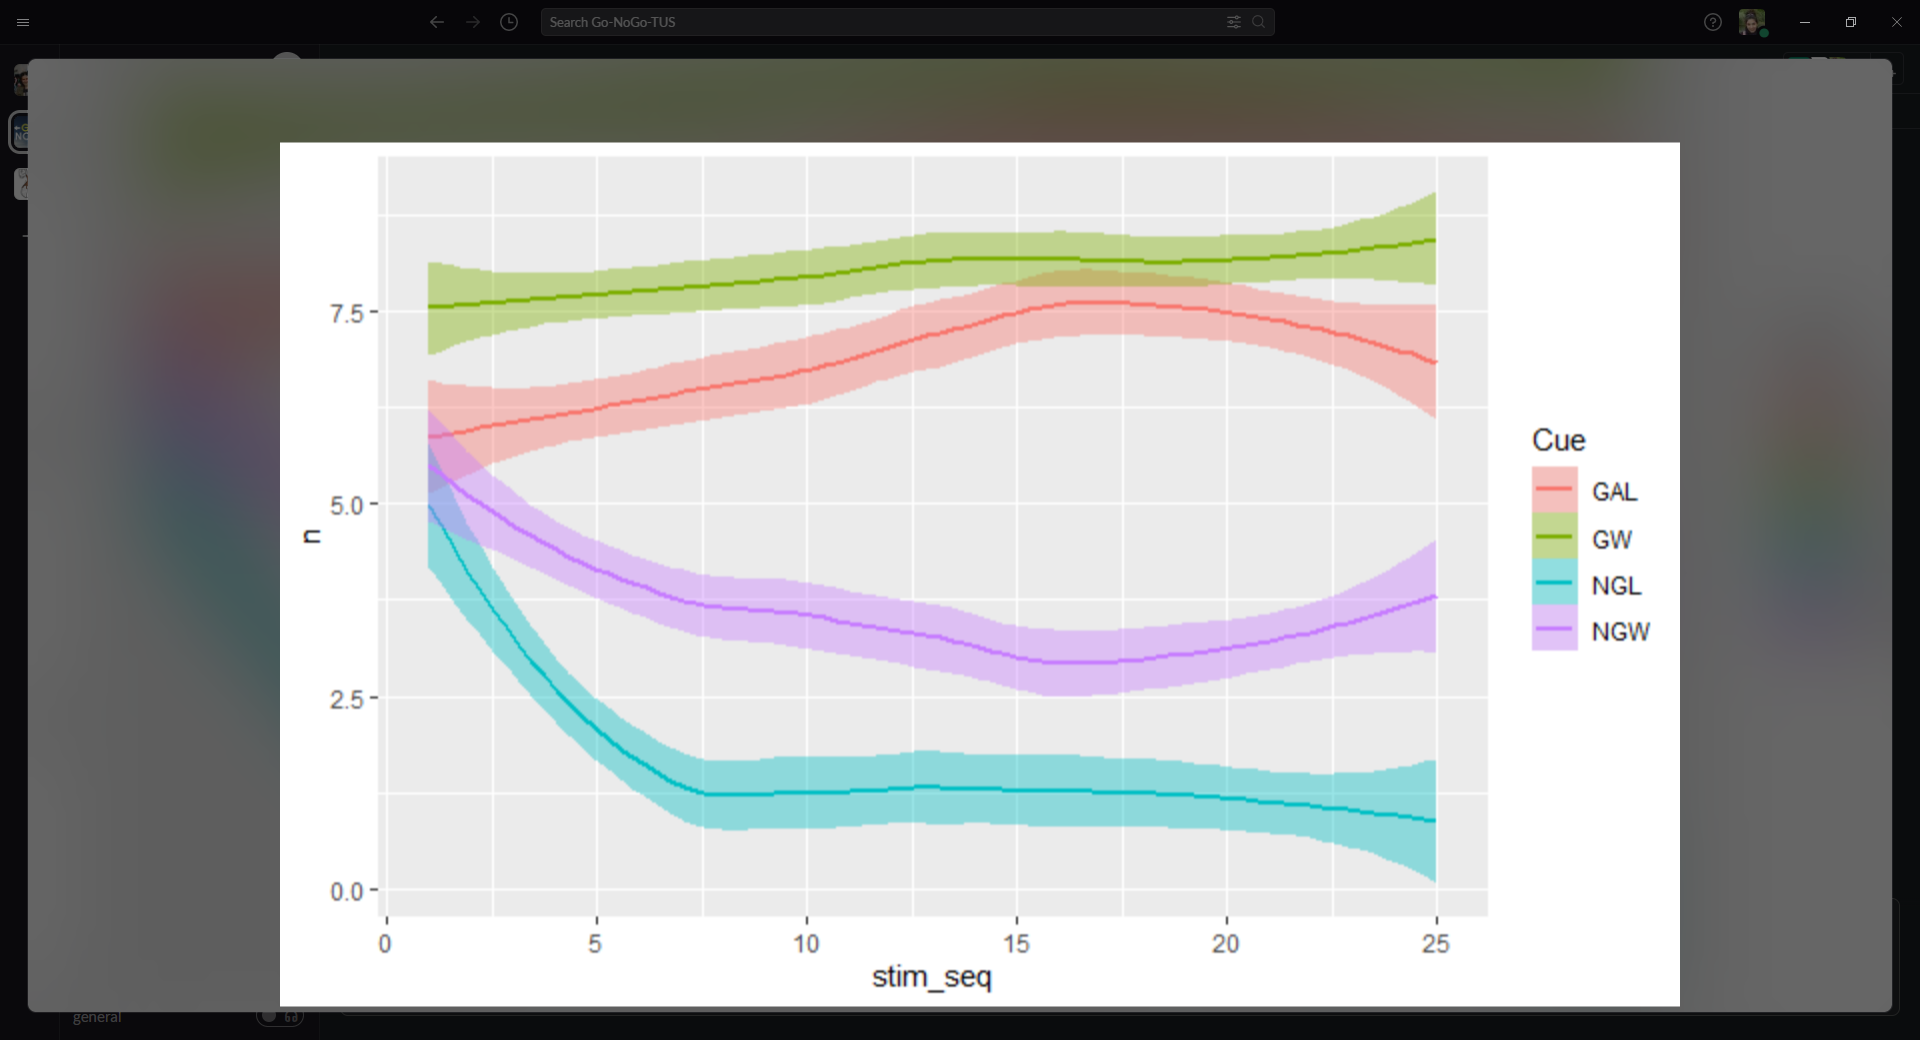 Search Go-NoGo-TUS
7.5
5.0
2.5
0.0
n
0
5
10
15
20
25
stim_seq
Cue
GAL
GW
NGL
NGW
general